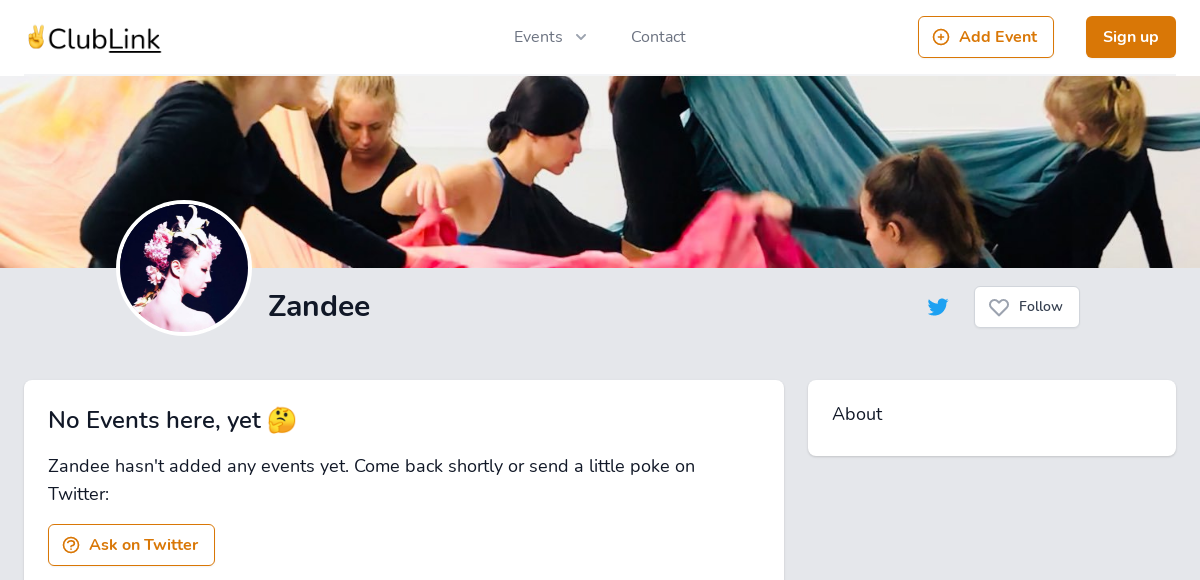 ✌️ClubLink
Events
Contact
Add Event
Sign up
Zandee
Follow
No Events here, yet 🤔
Zandee hasn't added any events yet. Come back shortly or send a little poke on
Twitter:
Ask on Twitter
About